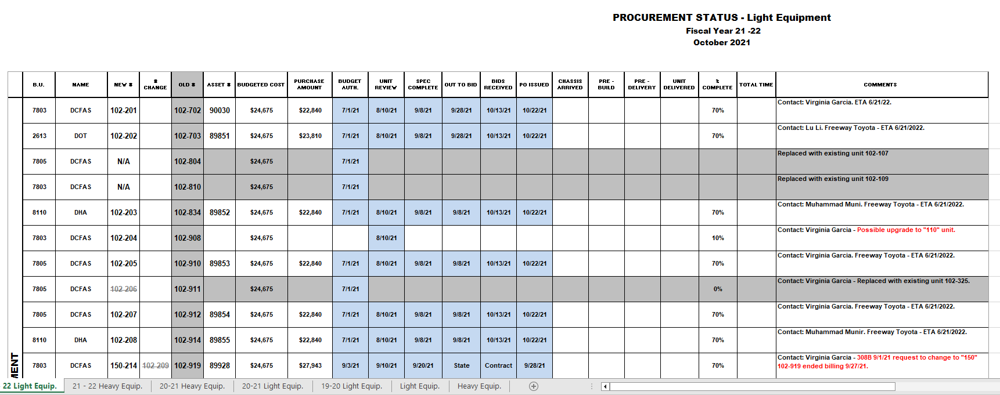 PROCUREMENT STATUS - Light Equipment
Fiscal Year 21 -22
October 2021
B.U. NAME NEW # # CHANGE OLD # ASSET # BUDGETED COST PURCHASE AMOUNT BUDGET AUTH. UNIT REVIEW SPEC COMPLETE OUT TO BID BIDS RECEIVED PO ISSUED CHASSIS ARRIVED PRE - BUILD PRE - DELIVERY UNIT DELIVERED % COMPLETE TOTAL TIME COMMENTS
7803 DCFAS 102-201 102-702 90030 $24,675 $22,840 7/1/21 8/10/21 9/8/21 9/28/21 10/13/21 10/22/21 70% Contact: Virginia Garcia. ETA 6/21/22.
2613 DOT 102-202 102-703 89851 $24,675 $23,810 7/1/21 8/10/21 9/8/21 9/28/21 10/13/21 10/22/21 70% Contact: Lu Li. Freeway Toyota - ETA 6/21/2022.
7805 DCFAS N/A 102-804 $24,675 7/1/21 Replaced with existing unit 102-107
7803 DCFAS N/A 102-810 $24,675 7/1/21 Replaced with existing unit 102-109
8110 DHA 102-203 102-834 89852 $24,675 $22,840 7/1/21 8/10/21 9/8/21 9/8/21 10/13/21 10/22/21 70% Contact: Muhammad Muni. Freeway Toyota - ETA 6/21/2022.
7803 DCFAS 102-204 102-908 $24,675 8/10/21 10% Contact: Virginia Garcia - Possible upgrade to "110" unit.
7805 DCFAS 102-205 102-910 89853 $24,675 $22,840 7/1/21 8/10/21 9/8/21 9/8/21 10/13/21 10/22/21 70% Contact: Virginia Garcia. Freeway Toyota - ETA 6/21/2022.
7805 DCFAS 102-206 102-911 $24,675 7/1/21 0% Contact: Virginia Garcia - Replaced with existing unit 102-325.
7805 DCFAS 102-207 102-912 89854 $24,675 $22,840 7/1/21 8/10/21 9/8/21 9/8/21 10/13/21 10/22/21 70% Contact: Virginia Garcia. Freeway Toyota - ETA 6/21/2022.
8110 DHA 102-208 102-914 89855 $24,675 $22,840 7/1/21 8/10/21 9/8/21 9/8/21 10/13/21 10/22/21 70% Contact: Muhammad Munir. Freeway Toyota - ETA 6/21/2022.
7803 DCFAS 150-214 102-209 102-919 89928 $24,675 $27,943 9/3/21 9/10/21 9/20/21 State Contract 9/28/21 70% Contact: Virginia Garcia - 308B 9/1/21 request to change to "150"
102-919 ended billing 9/27/21.
MENT
22 Light Equip. 21 - 22 Heavy Equip. 20-21 Heavy Equip. 20-21 Light Equip. 19-20 Light Equip. Light Equip. Heavy Equip.